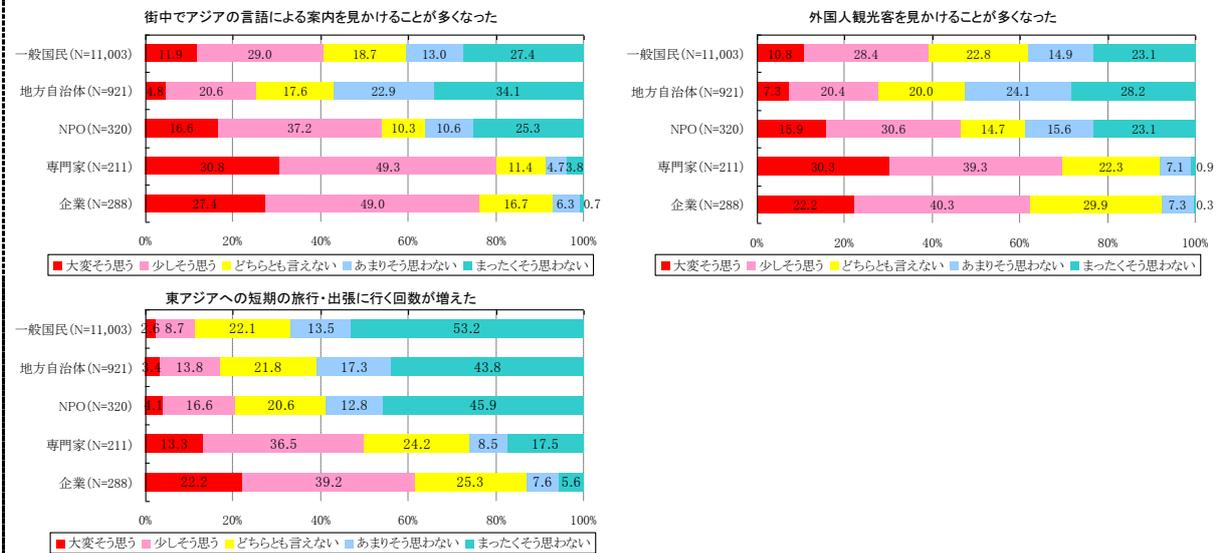 街中でアジアの言語による案内を見かけることが多くなった
一般国民(N=11,003) 11.9 29.0 18.7 13.0 27.4
地方自治体(N=921) 4.8 20.6 17.6 22.9 34.1
NPO(N=320) 16.6 37.2 10.3 10.6 25.3
専門家(N=211) 30.8 49.3 11.4 4.7 3.8
企業(N=288) 27.4 49.0 16.7 6.3 0.7
0% 20% 40% 60% 80% 100%
大変そう思う 少しそう思う どちらとも言えない あまりそう思わない まったくそう思わない
外国人観光客を見かけることが多くなった
一般国民(N=11,003) 10.8 28.4 22.8 14.9 23.1
地方自治体(N=921) 7.3 20.4 20.0 24.1 28.2
NPO(N=320) 15.9 30.6 14.7 15.6 23.1
専門家(N=211) 30.3 39.3 22.3 7.1 0.9
企業(N=288) 22.2 40.3 29.9 7.3 0.3
0% 20% 40% 60% 80% 100%
大変そう思う 少しそう思う どちらとも言えない あまりそう思わない まったくそう思わない
東アジアへの短期の旅行・出張に行く回数が増えた
一般国民(N=11,003) 2.6 8.7 22.1 13.5 53.2
地方自治体(N=921) 3.4 13.8 21.8 17.3 43.8
NPO(N=320) 4.1 16.6 20.6 12.8 45.9
専門家(N=211) 13.3 36.5 24.2 8.5 17.5
企業(N=288) 22.2 39.2 25.3 7.6 5.6
0% 20% 40% 60% 80% 100%
大変そう思う 少しそう思う どちらとも言えない あまりそう思わない まったくそう思わない